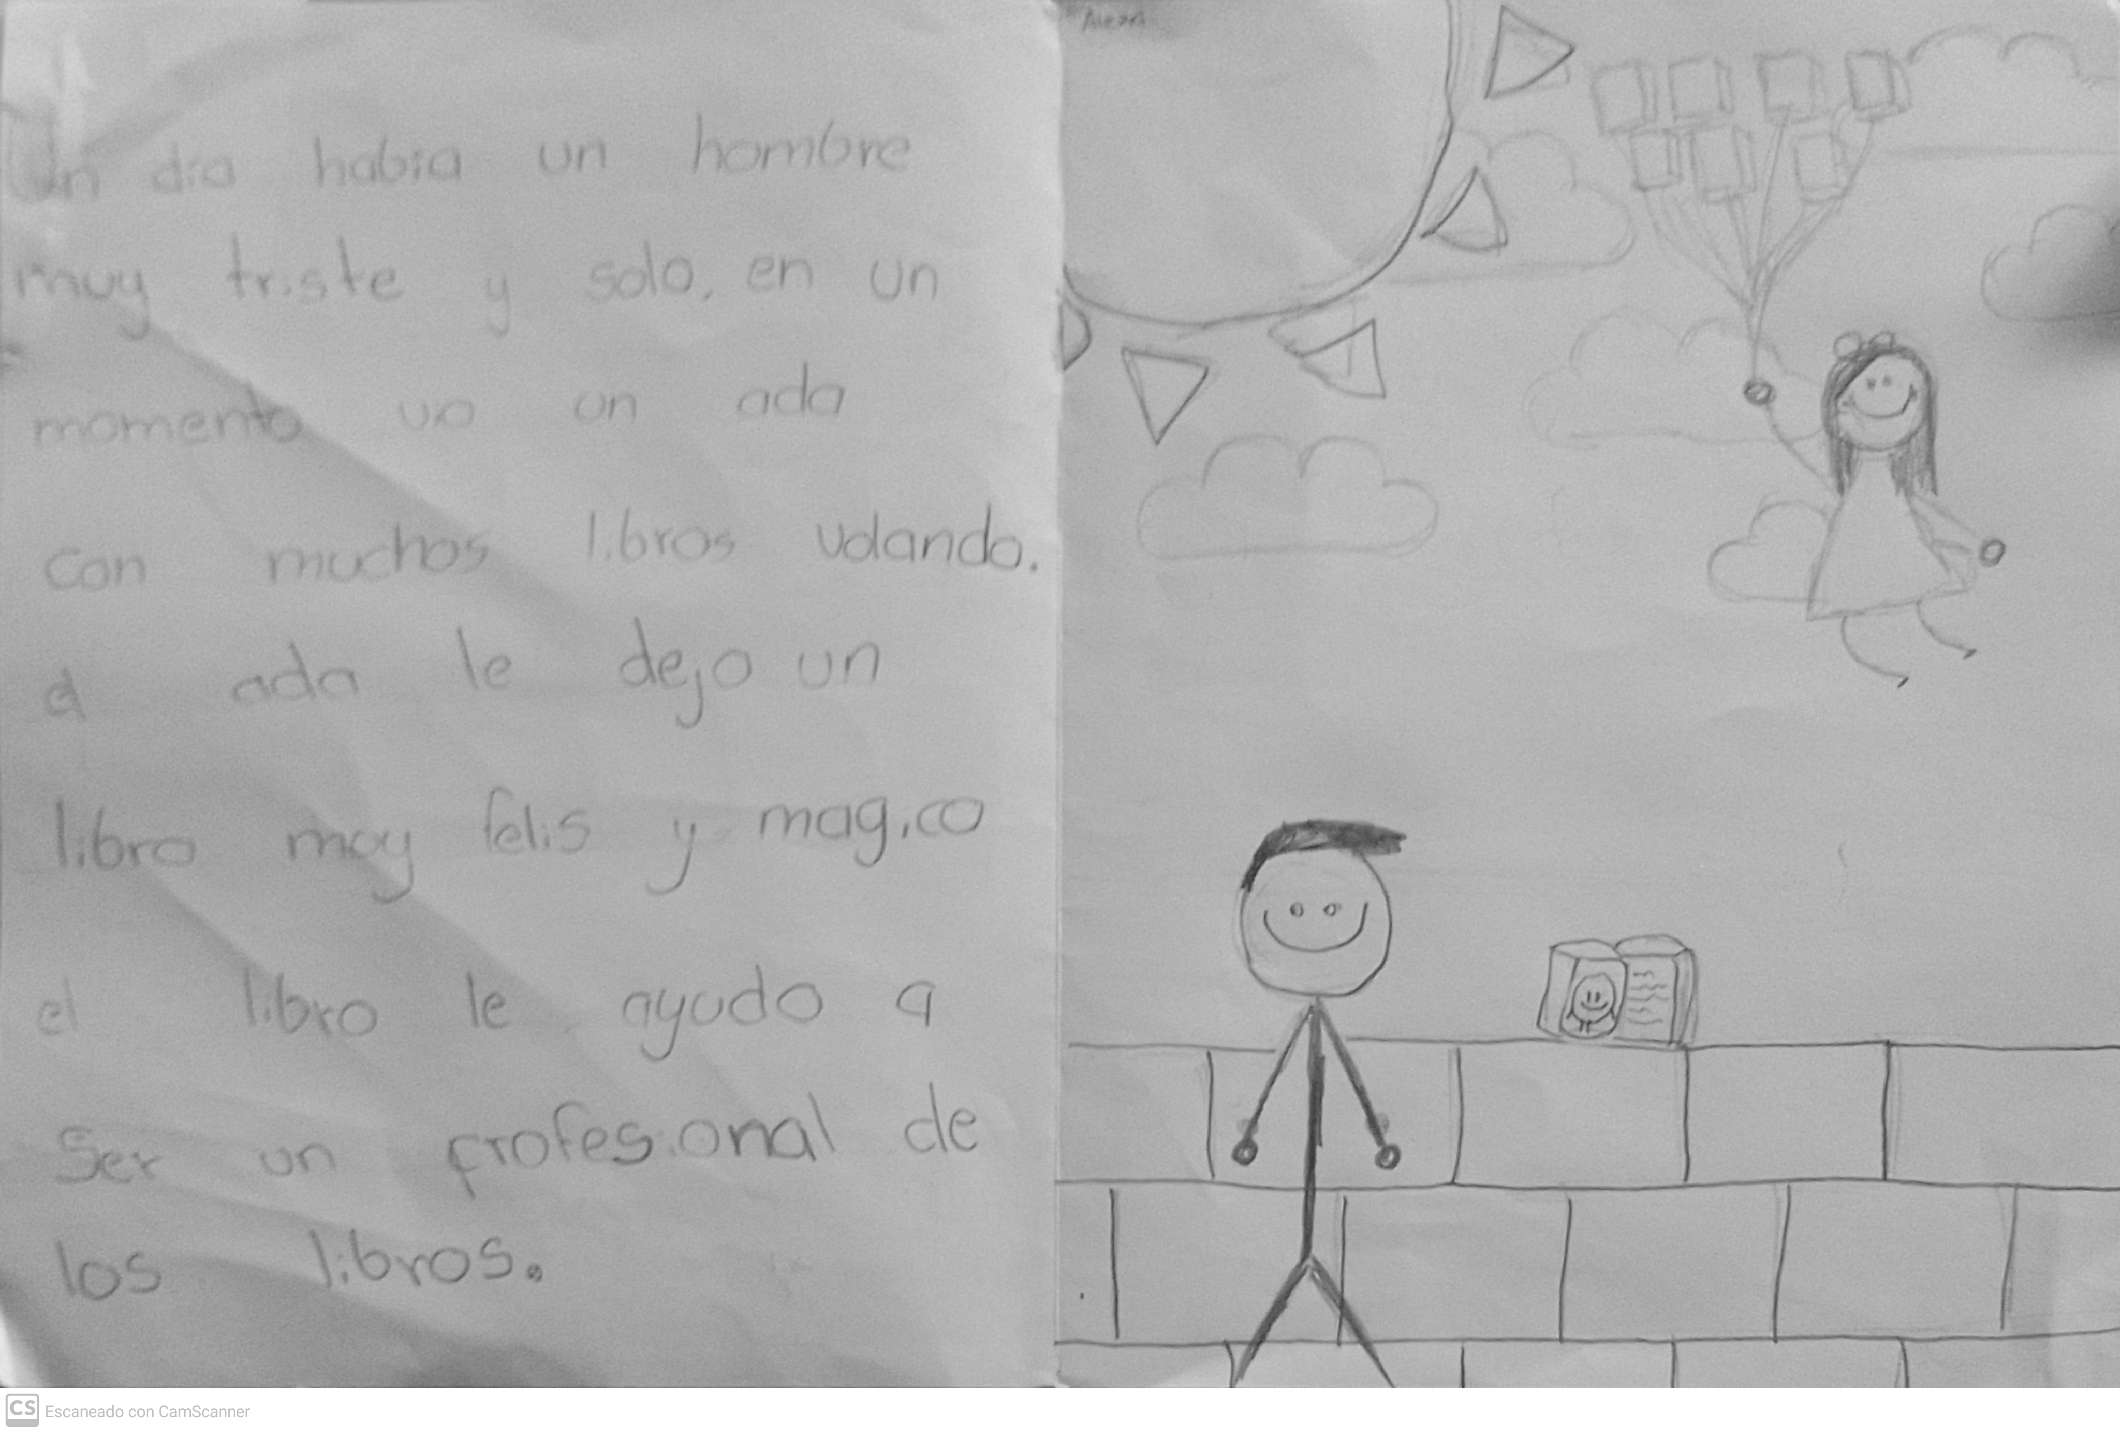 Un dia habia un hombre
muy triste y solo, en un
momento vo un ada
con muchos libros volando.
el ada le dejo un
libro muy felis y magico
el libro le ayudo a
Ser un profesional de
los libros.
CS Escaneado con CamScanner